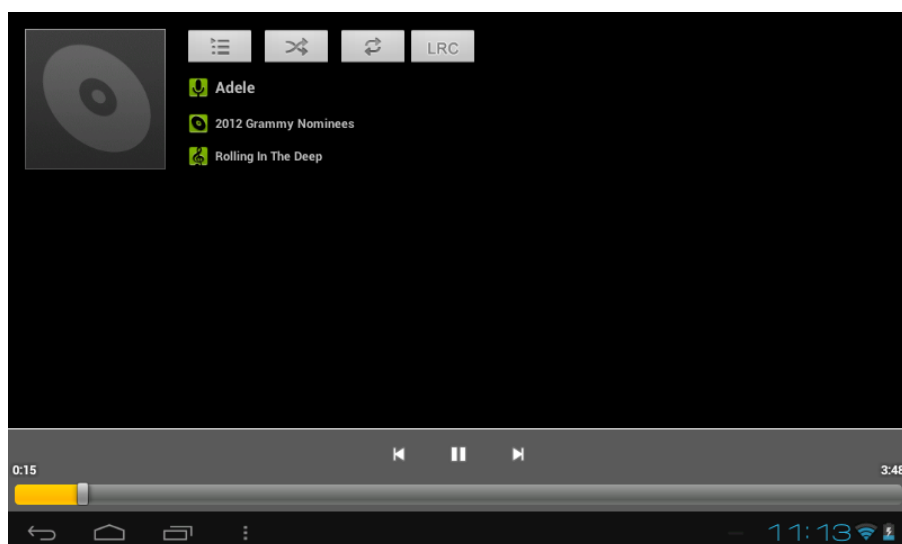 LRC
Adele
2012 Grammy Nominees
Rolling In The Deep
0:15
3:48
11:13